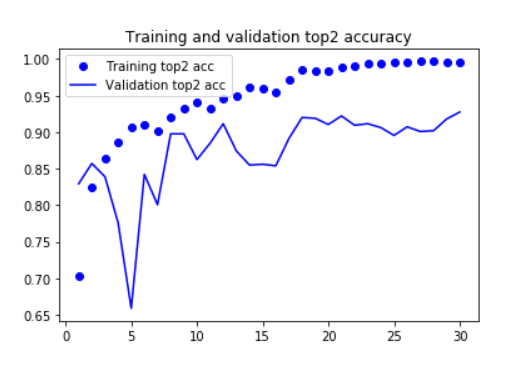 Training and validation top2 accuracy
Training top2 acc
Validation top2 acc
1.00
0.95
0.90
0.85
0.80
0.75
0.70
0.65
0 5 10 15 20 25 30